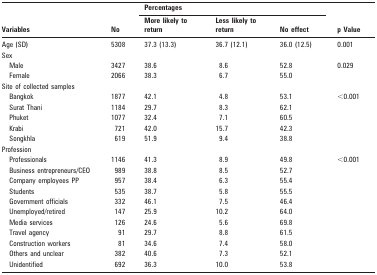 Percentages
Variables No More likely to return Less likely to return No effect p Value
Age (SD) 5308 37.3 (13.3) 36.7 (12.1) 36.0 (12.5) 0.001
Sex
Male 3427 38.6 8.6 52.8 0.029
Female 2066 38.3 6.7 55.0
Site of collected samples
Bangkok 1877 42.1 4.8 53.1 <0.001
Surat Thani 1184 29.7 8.3 62.1
Phuket 1077 32.4 7.1 60.5
Krabi 721 42.0 15.7 42.3
Songkhla 619 51.9 9.4 38.8
Profession
Professionals 1146 41.3 8.9 49.8 <0.001
Business entrepreneurs/CEO 989 38.8 8.5 52.7
Company employees PP 957 38.4 6.3 55.4
Students 535 38.7 5.8 55.5
Government officials 332 46.1 7.5 46.4
Unemployed/retired 147 25.9 10.2 64.0
Media services 126 24.6 5.6 69.8
Travel agency 91 29.7 8.8 61.5
Construction workers 81 34.6 7.4 58.0
Others and unclear 382 40.6 7.3 52.1
Unidentified 692 36.3 10.0 53.8